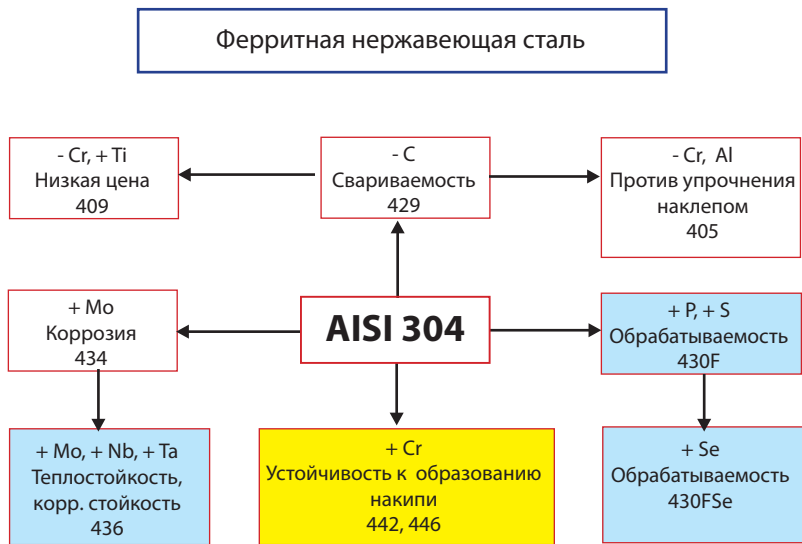 Ферритная нержавеющая сталь
- Cr, + Ti
Низкая цена
409
- C
Свариваемость
429
- Cr, Al
Против упрочнения
наклепом
405
+ Mo
Коррозия
434
AISI 304
+ P, + S
Обрабатываемость
430F
+ Mo, + Nb, + Ta
Теплостойкость,
корр. стойкость
436
+ Cr
Устойчивость к образованию
накипи
442, 446
+ Se
Обрабатываемость
430FSe